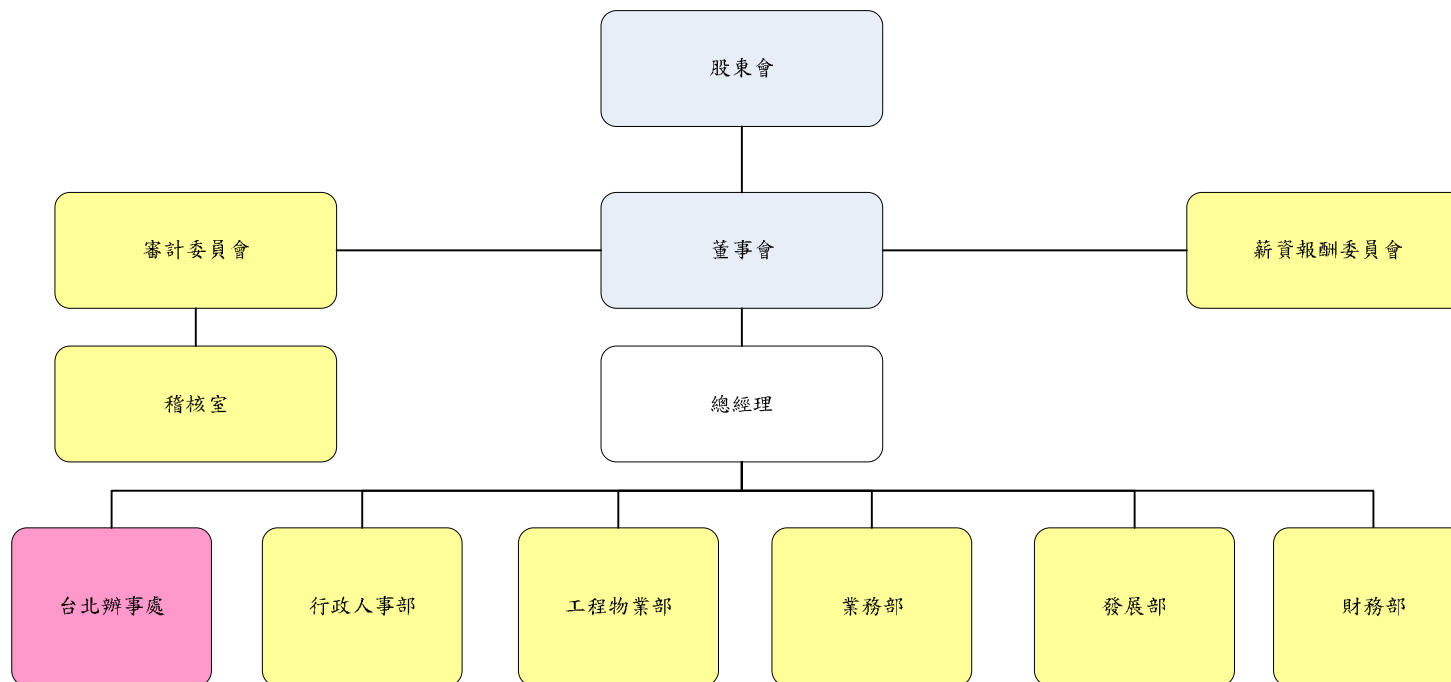 股東會
審計委員會
董事會
薪資報酬委員會
稽核室
總經理
台北辦事處
行政人事部
工程物業部
業務部
發展部
財務部